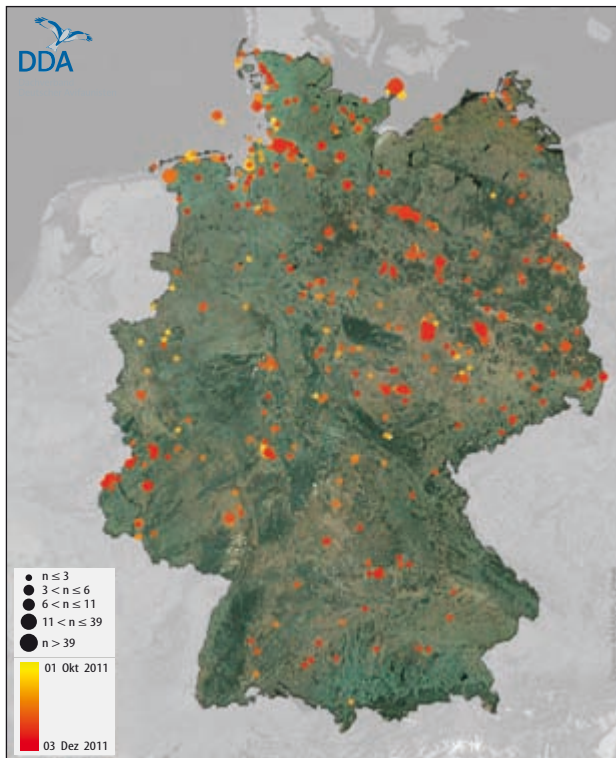 DDA
n ≤ 3
3 < n ≤ 6
6 < n ≤ 11
11 < n ≤ 39
n > 39
01 Okt 2011
03 Dez 2011